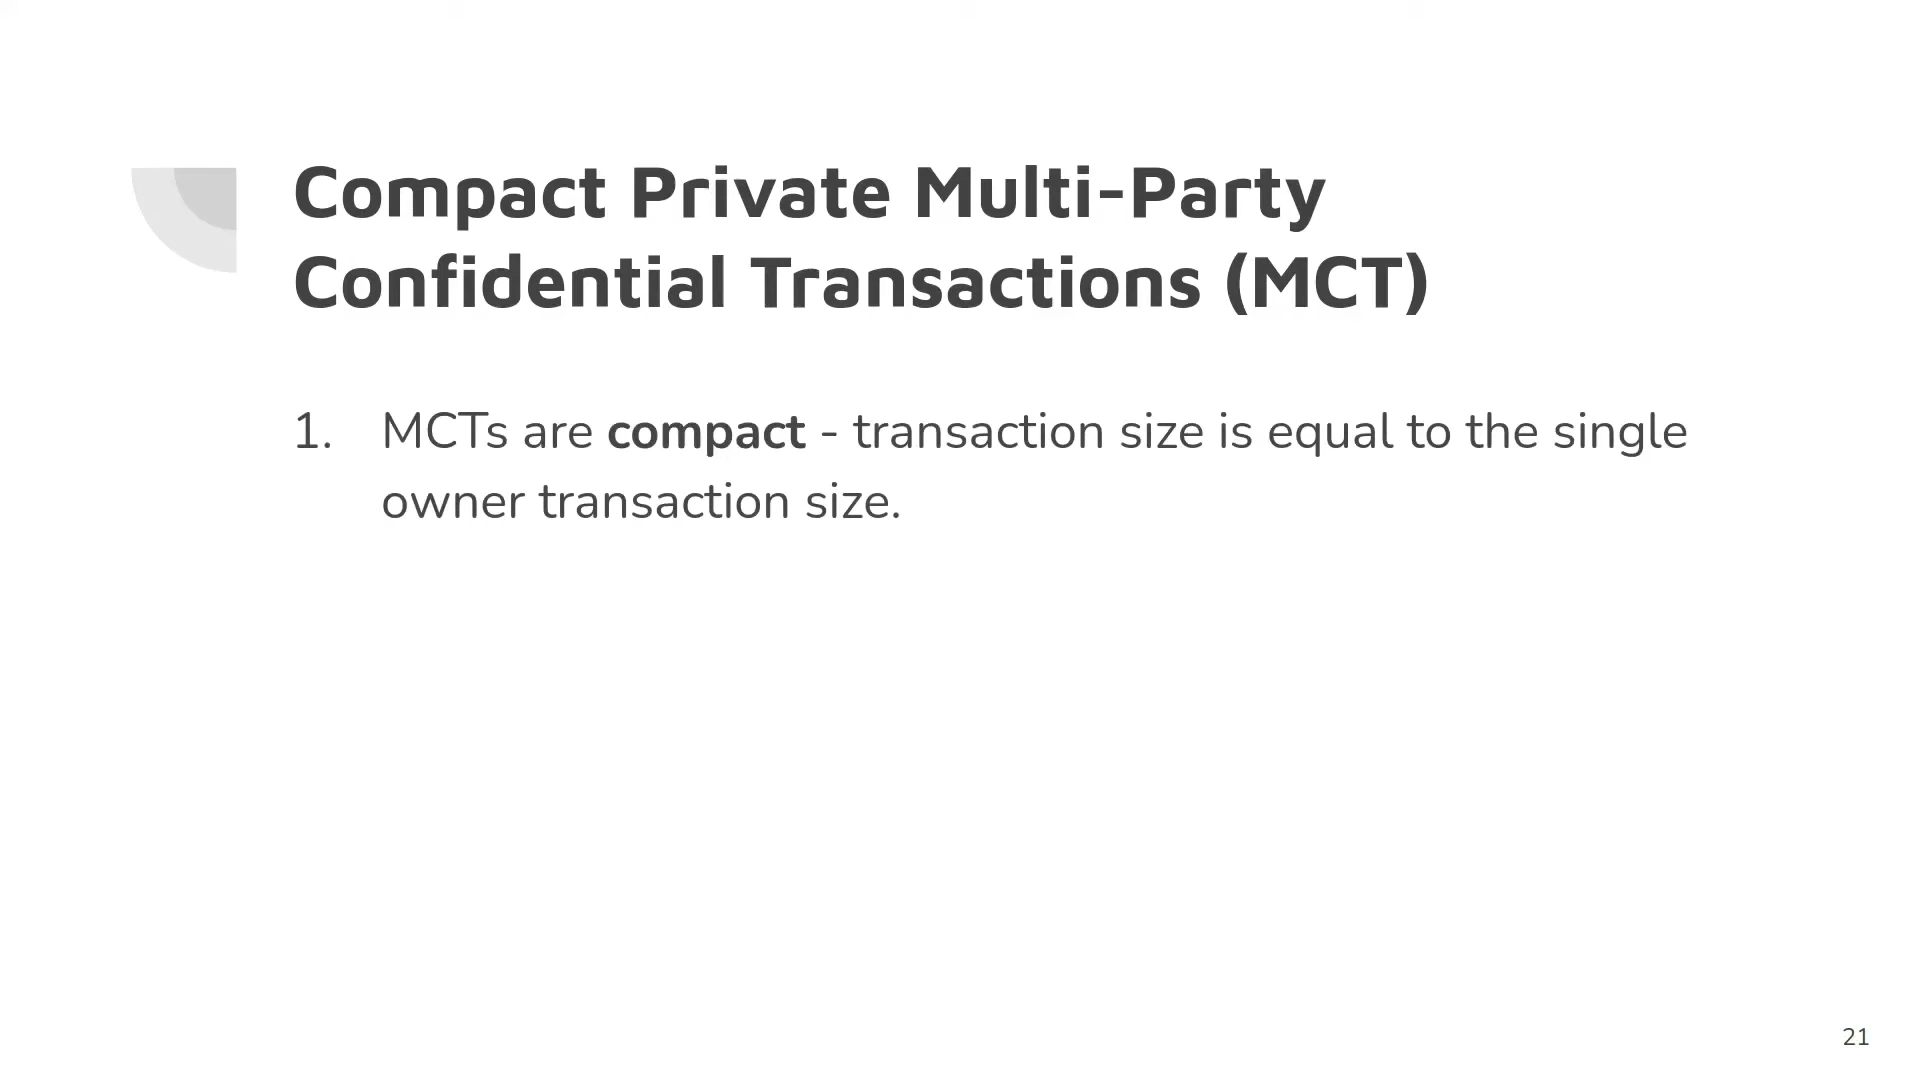 Compact Private Multi-Party
Confidential Transactions (MCT)
1. MCTs are compact - transaction size is equal to the single
owner transaction size.
21